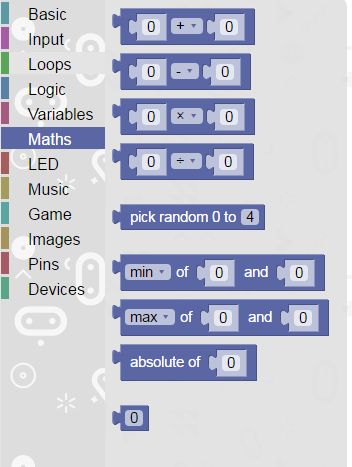 Basic
Input
Loops
Logic
Variables
Maths
LED
Music
Game
Images
Pins
Devices
0 + 0
0 - 0
0 × 0
0 ÷ 0
pick random 0 to 4
min of 0 and 0
max of 0 and 0
absolute of 0
0